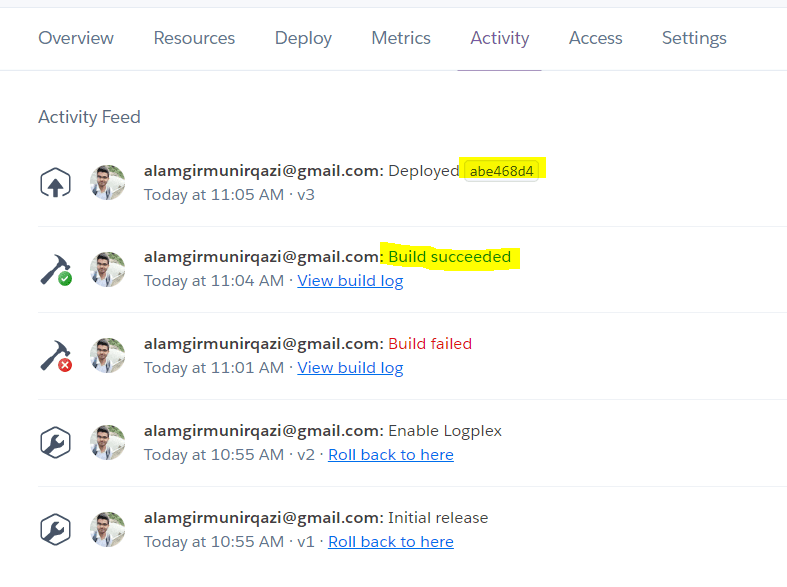 Overview Resources Deploy Metrics Activity Access Settings
Activity Feed
alamgirmunirqazi@gmail.com: Deployed abe468d4
Today at 11:05 AM · v3
alamgirmunirqazi@gmail.com: Build succeeded
Today at 11:04 AM · View build log
alamgirmunirqazi@gmail.com: Build failed
Today at 11:01 AM · View build log
alamgirmunirqazi@gmail.com: Enable Logplex
Today at 10:55 AM · v2 · Roll back to here
alamgirmunirqazi@gmail.com: Initial release
Today at 10:55 AM · v1 · Roll back to here